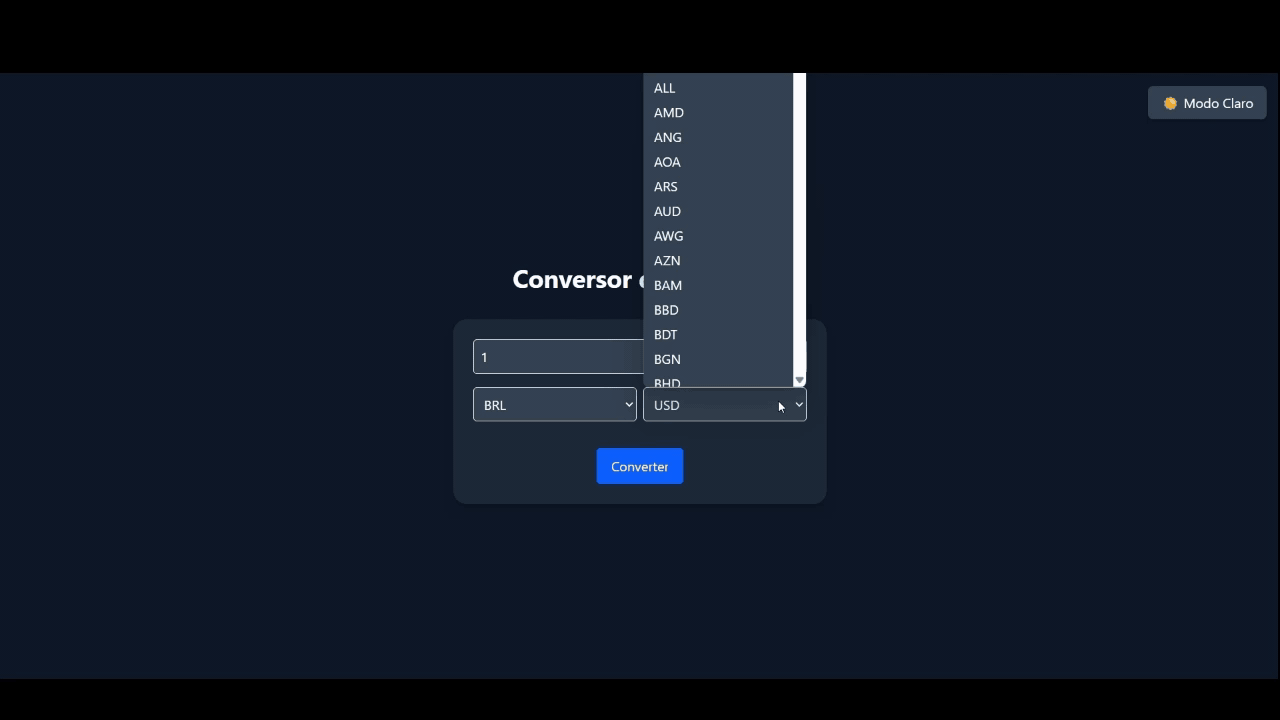 ALL
🌞 Modo Claro
AMD
ANG
AOA
ARS
AUD
AWG
AZN
Conversor
BAM
BBD
BDT
1
BGN
BHD
BRL
USD
Converter